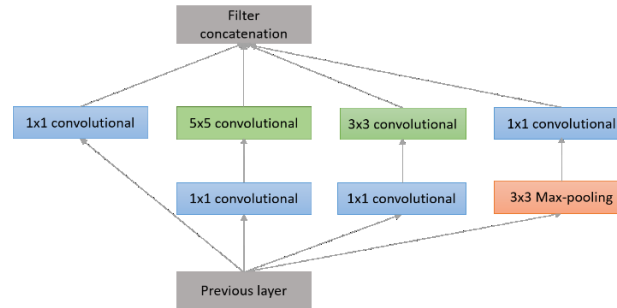 Filter
concatenation
1x1 convolutional
5x5 convolutional
3x3 convolutional
1x1 convolutional
1x1 convolutional
1x1 convolutional
3x3 Max-pooling
Previous layer